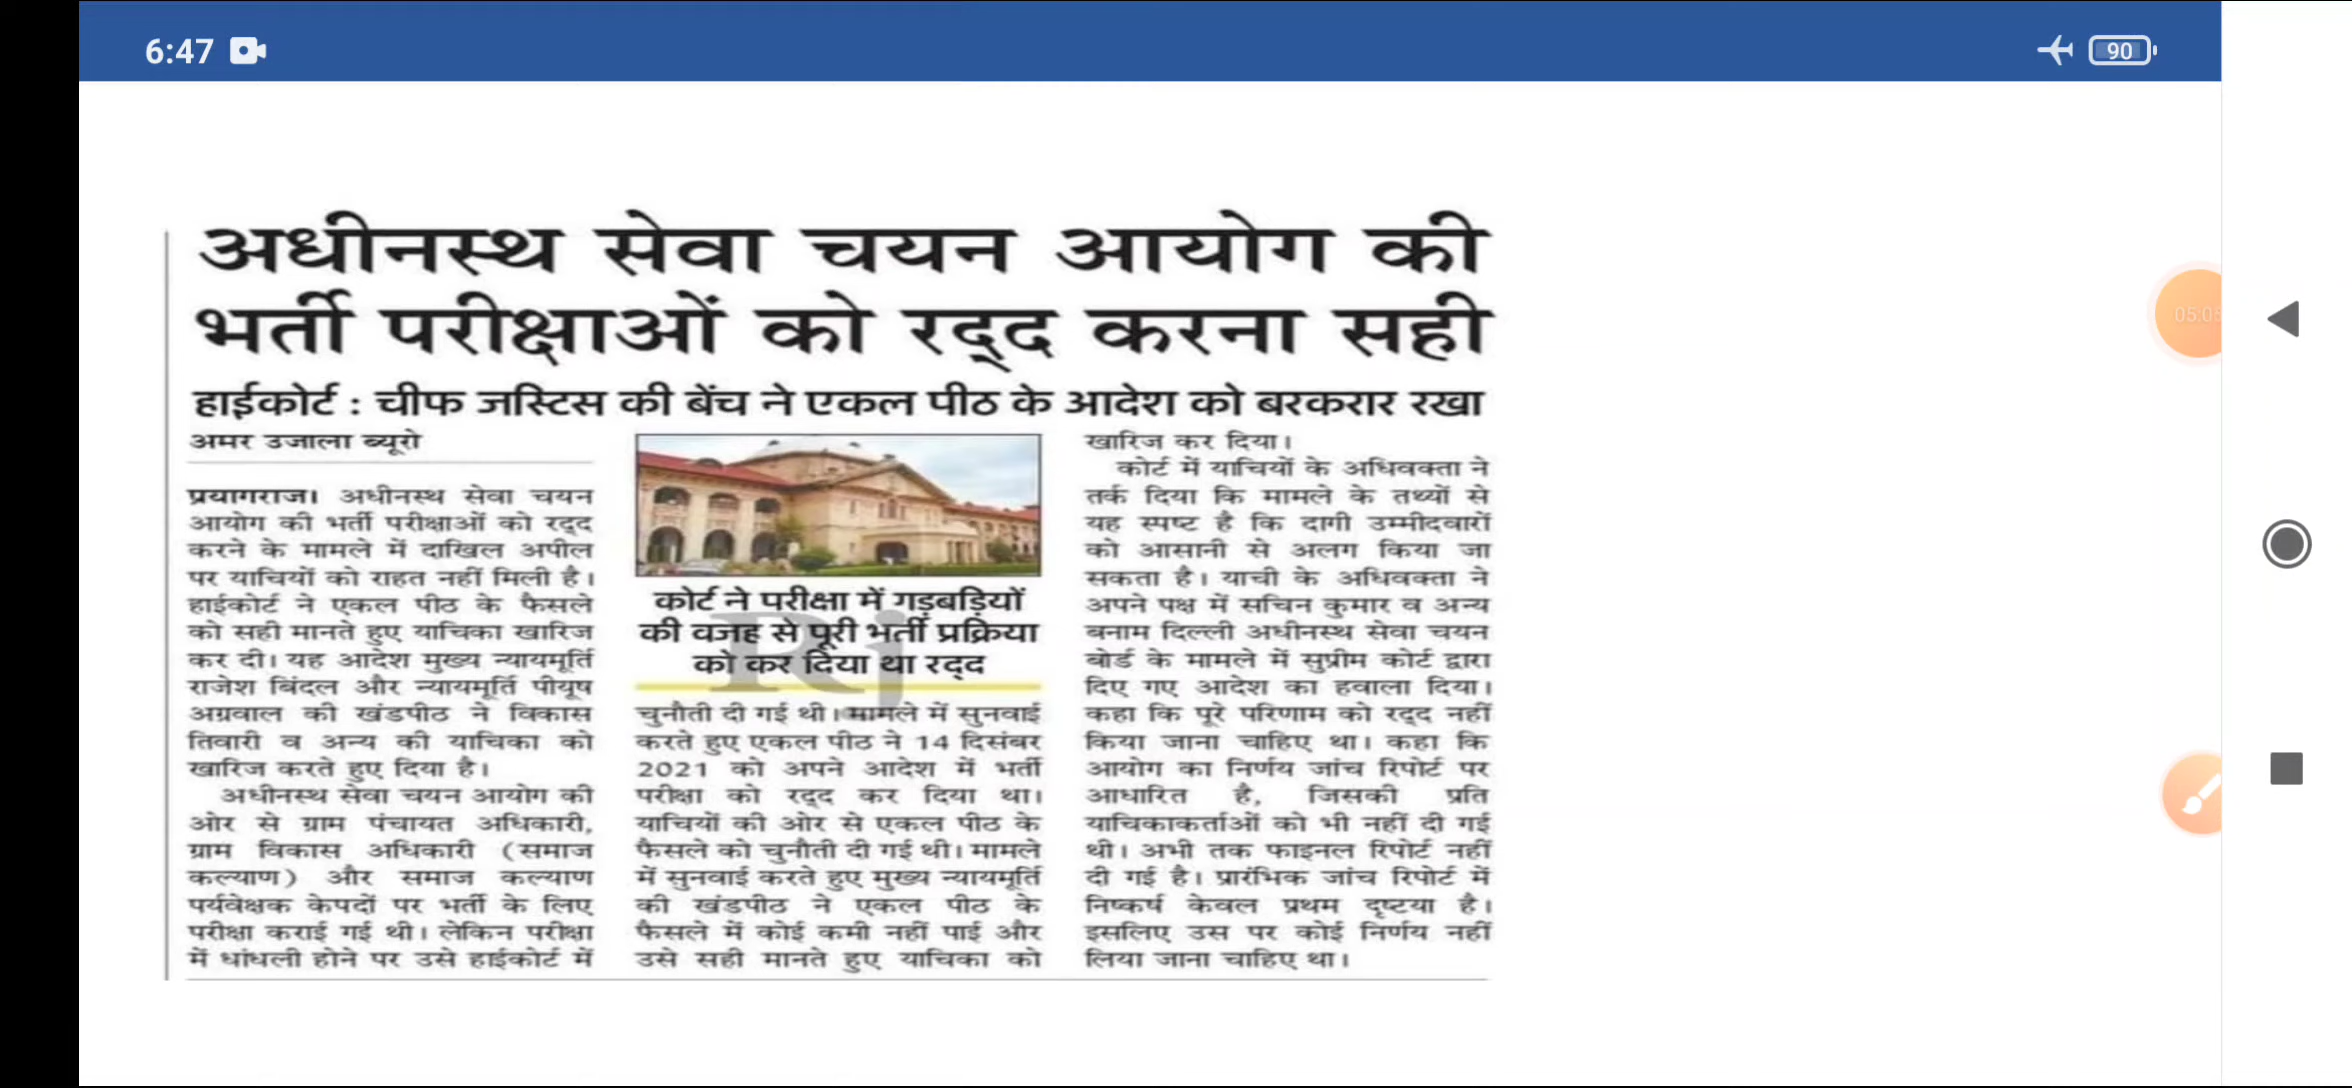 6:47
90
अधीनस्थ सेवा चयन आयोग की
भर्ती परीक्षाओं को रद्द करना सही
हाईकोर्ट : चीफ जस्टिस की बेंच ने एकल पीठ के आदेश को बरकरार रखा
अमर उजाला ब्यूरो
प्रयागराज। अधीनस्थ सेवा चयन
आयोग की भर्ती परीक्षाओं को रद्द
करने के मामले में दाखिल अपील
पर याचियों को राहत नहीं मिली है।
हाईकोर्ट ने एकल पीठ के फैसले
को सही मानते हुए याचिका खारिज
कर दी। यह आदेश मुख्य न्यायमूर्ति
राजेश बिंदल और न्यायमूर्ति पीयूष
अग्रवाल की खंडपीठ ने विकास
तिवारी व अन्य की याचिका को
खारिज करते हुए दिया है।
अधीनस्थ सेवा चयन आयोग की
ओर से ग्राम पंचायत अधिकारी,
ग्राम विकास अधिकारी (समाज
कल्याण) और समाज कल्याण
पर्यवेक्षक केपदों पर भर्ती के लिए
परीक्षा कराई गई थी। लेकिन परीक्षा
में धांधली होने पर उसे हाईकोर्ट में
कोर्ट ने परीक्षा में गड़बड़ियों
की वजह से पूरी भर्ती प्रक्रिया
को कर दिया था रद्द
Rj
चुनौती दी गई थी। मामले में सुनवाई
करते हुए एकल पीठ ने 14 दिसंबर
2021 को अपने आदेश में भर्ती
परीक्षा को रद्द कर दिया था।
याचियों की ओर से एकल पीठ के
फैसले को चुनौती दी गई थी। मामले
में सुनवाई करते हुए मुख्य न्यायमूर्ति
की खंडपीठ ने एकल पीठ के
फैसले में कोई कमी नहीं पाई और
उसे सही मानते हुए याचिका को
खारिज कर दिया।
कोर्ट में याचियों के अधिवक्ता ने
तर्क दिया कि मामले के तथ्यों से
यह स्पष्ट है कि दागी उम्मीदवारों
को आसानी से अलग किया जा
सकता है। याची के अधिवक्ता ने
अपने पक्ष में सचिन कुमार व अन्य
बनाम दिल्ली अधीनस्थ सेवा चयन
बोर्ड के मामले में सुप्रीम कोर्ट द्वारा
दिए गए आदेश का हवाला दिया।
कहा कि पूरे परिणाम को रद्द नहीं
किया जाना चाहिए था। कहा कि
आयोग का निर्णय जांच रिपोर्ट पर
आधारित है, जिसकी प्रति
याचिकाकर्ताओं को भी नहीं दी गई
थी। अभी तक फाइनल रिपोर्ट नहीं
दी गई है। प्रारंभिक जांच रिपोर्ट में
निष्कर्ष केवल प्रथम दृष्टया है।
इसलिए उस पर कोई निर्णय नहीं
लिया जाना चाहिए था।